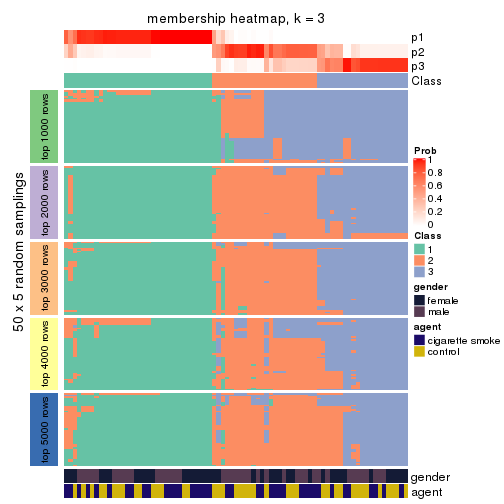 membership heatmap, k = 3
p1
p2
p3
Class
50 x 5 random samplings
top 1000 rows
top 2000 rows
top 3000 rows
top 4000 rows
top 5000 rows
Prob
1
0.8
0.6
0.4
0.2
0
Class
1
2
3
gender
female
male
agent
cigarette smoke
control
gender
agent